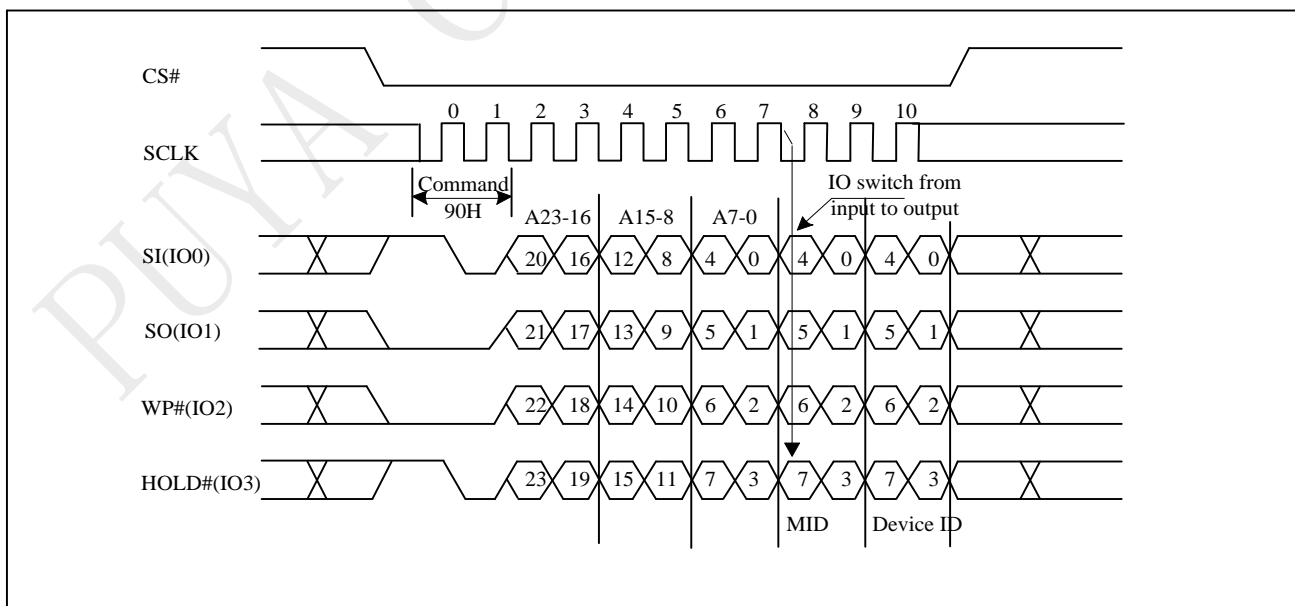 PUYA C
CS#
0 1 2 3 4 5 6 7 8 9 10
SCLK
Command
90H
IO switch from
input to output
A23-16 A15-8 A7-0
SI(IO0)
20 16 12 8 4 0 4 0 4 0
SO(IO1)
21 17 13 9 5 1 5 1 5 1
WP#(IO2)
22 18 14 10 6 2 6 2 6 2
HOLD#(IO3)
23 19 15 11 7 3 7 3 7 3
MID Device ID